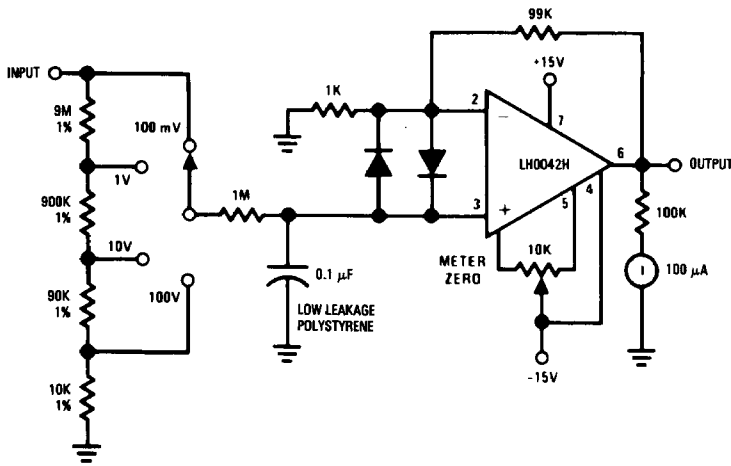 99K
+15V
INPUT
1K
9M
1%
100 mV
2
−
7
1V
LH0042H
6
OUTPUT
4
1M
3
+
5
900K
1%
100K
10V
METER
ZERO
10K
0.1 μF
I
100 μA
LOW LEAKAGE
POLYSTYRENE
90K
1%
100V
-15V
10K
1%